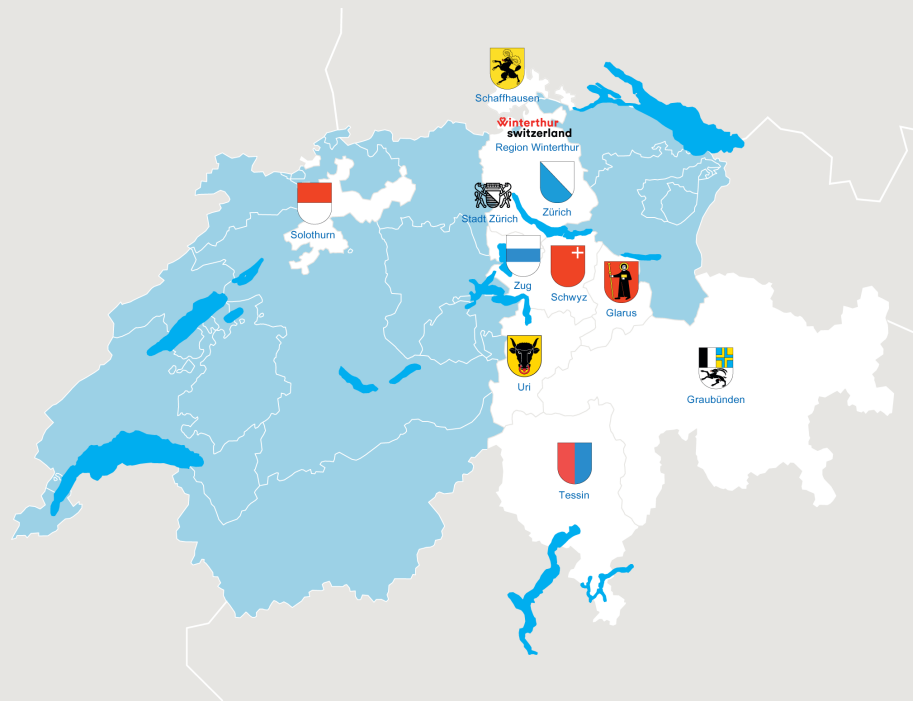 Schaffhausen
Winterthur
switzerland
Region Winterthur
Zürich
Stadt Zürich
Solothurn
Zug
Schwyz
Glarus
Uri
Graubünden
Tessin